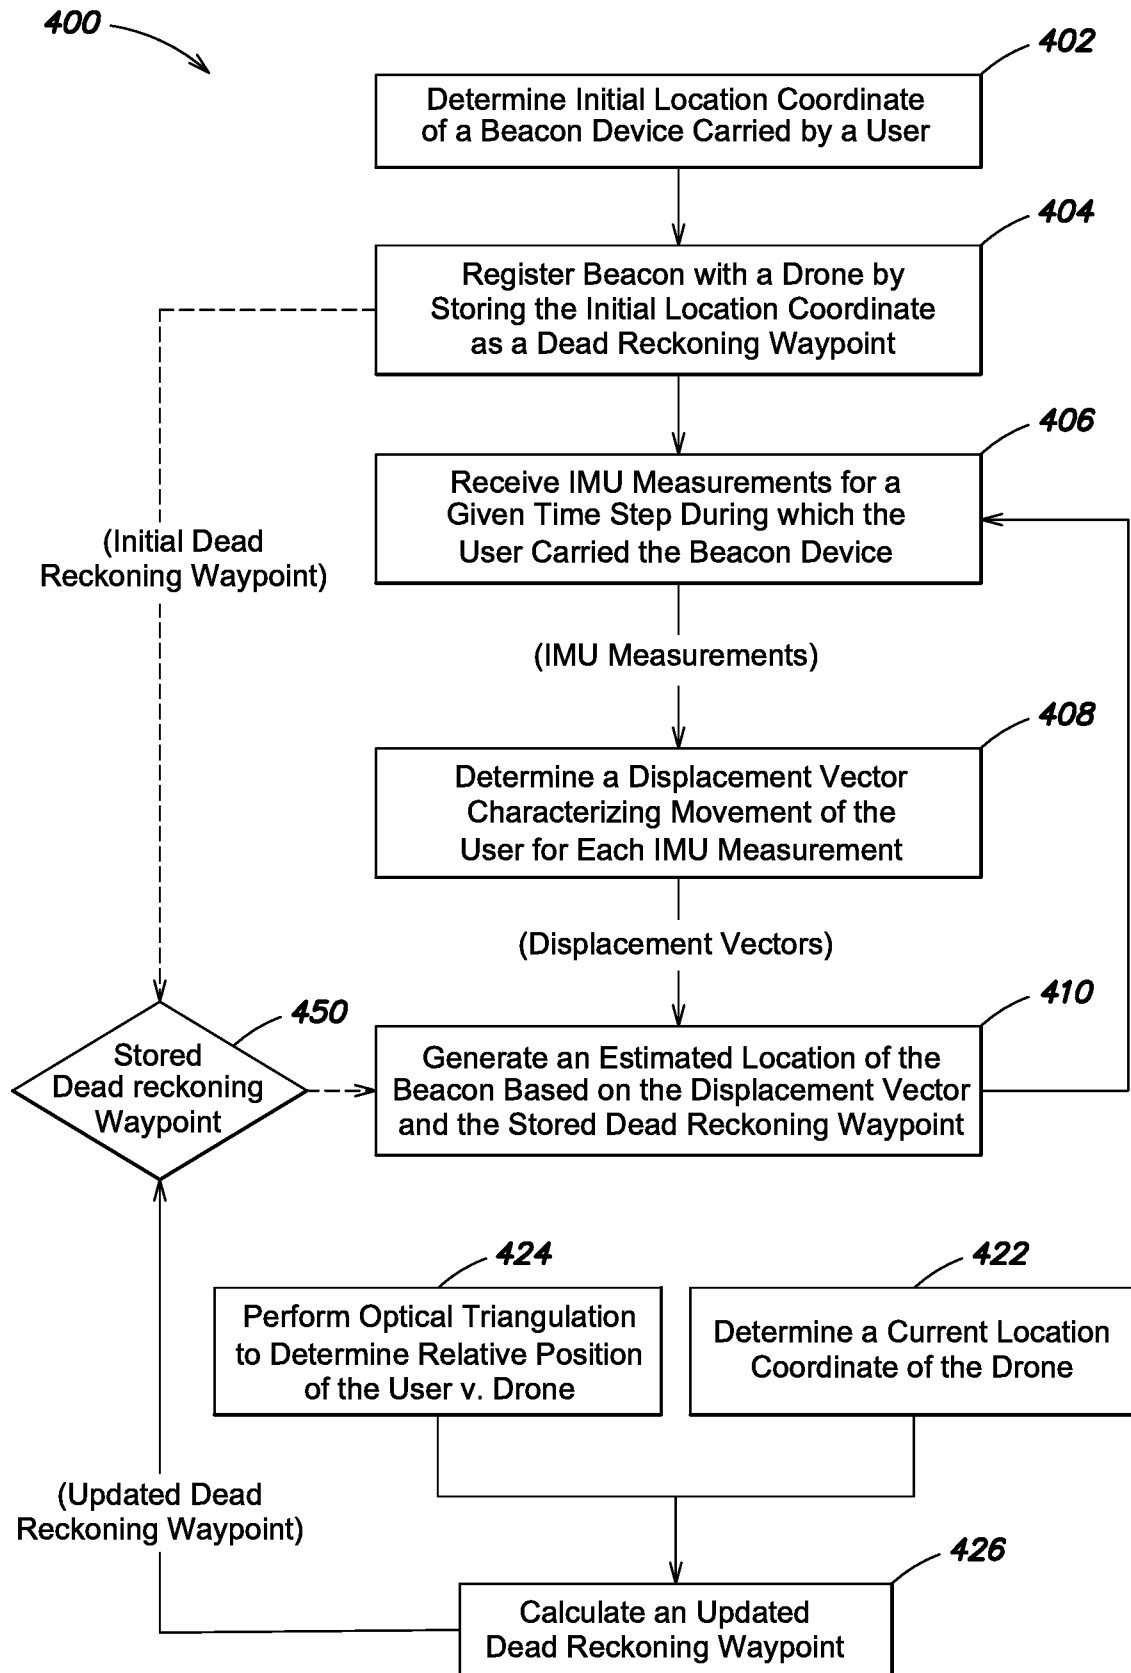 400
402
Determine Initial Location Coordinate
of a Beacon Device Carried by a User
404
Register Beacon with a Drone by
Storing the Initial Location Coordinate
as a Dead Reckoning Waypoint
406
Receive IMU Measurements for a
Given Time Step During which the
User Carried the Beacon Device
(Initial Dead
Reckoning Waypoint)
(IMU Measurements)
408
Determine a Displacement Vector
Characterizing Movement of the
User for Each IMU Measurement
(Displacement Vectors)
450
Stored
Dead reckoning
Waypoint
410
Generate an Estimated Location of the
Beacon Based on the Displacement Vector
and the Stored Dead Reckoning Waypoint
424
Perform Optical Triangulation
to Determine Relative Position
of the User v. Drone
422
Determine a Current Location
Coordinate of the Drone
(Updated Dead
Reckoning Waypoint)
426
Calculate an Updated
Dead Reckoning Waypoint